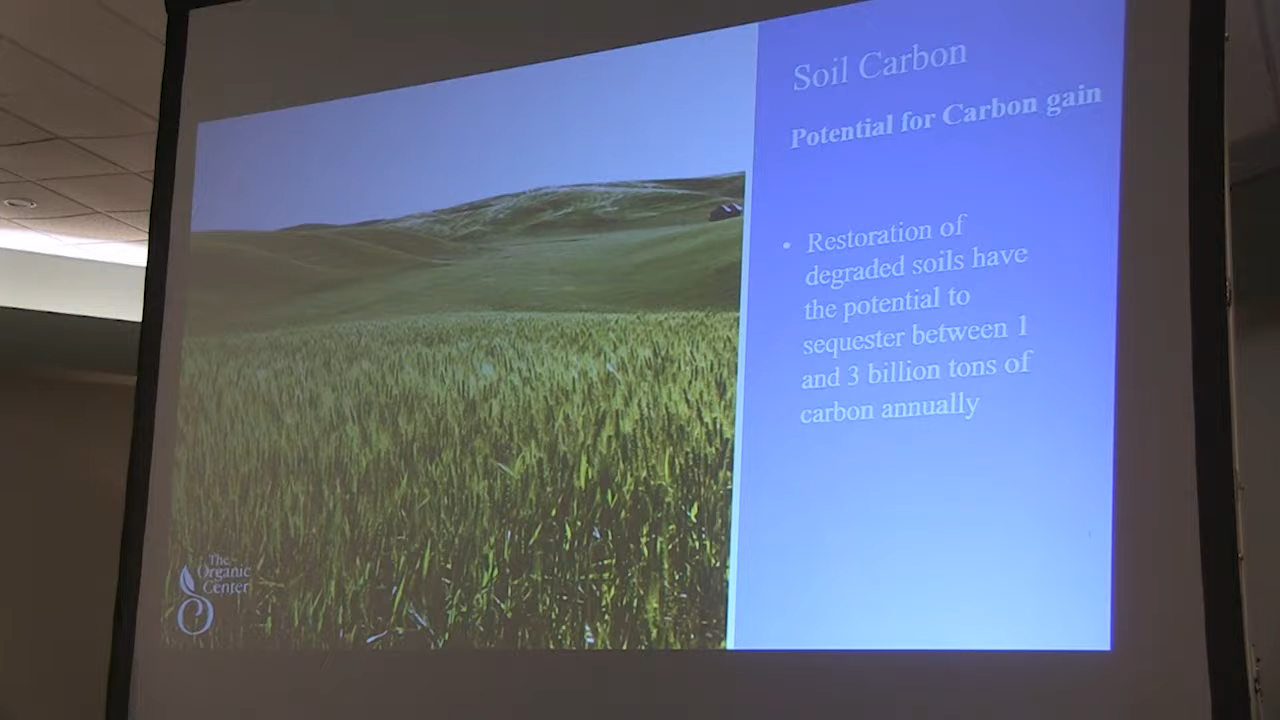 Soil Carbon
Potential for Carbon gain
• Restoration of
degraded soils have
the potential to
sequester between 1
and 3 billion tons of
carbon annually
The
Organic
Center